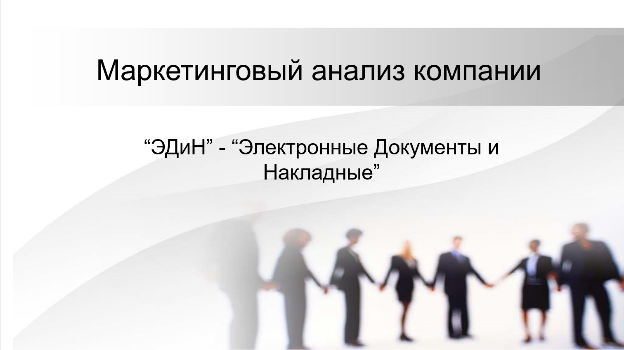 Маркетинговый анализ компании
“ЭДиН” - “Электронные Документы и
Накладные”